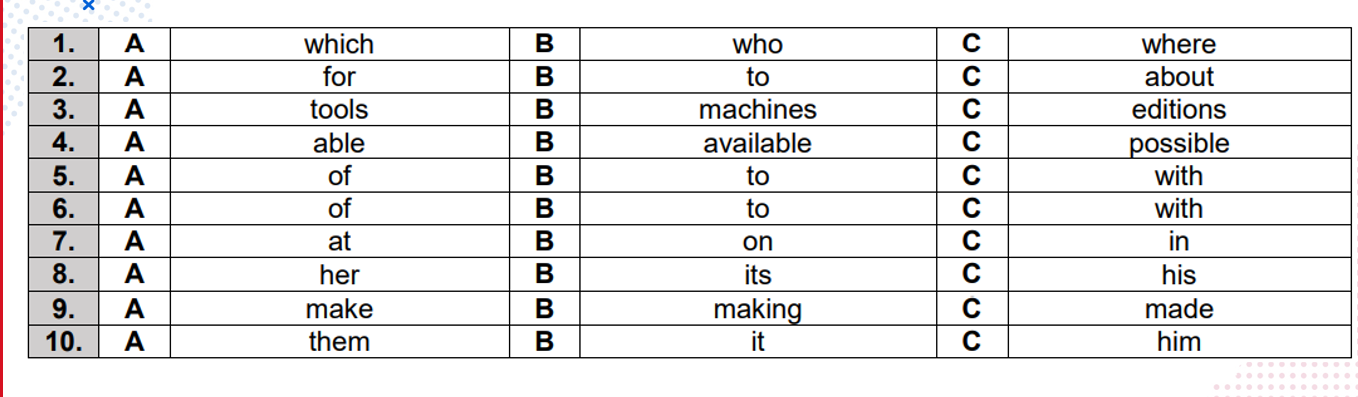 1. A which B who C where
2. A for B to C about
3. A tools B machines C editions
4. A able B available C possible
5. A of B to C with
6. A of B to C with
7. A at B on C in
8. A her B its C his
9. A make B making C made
10. A them B it C him